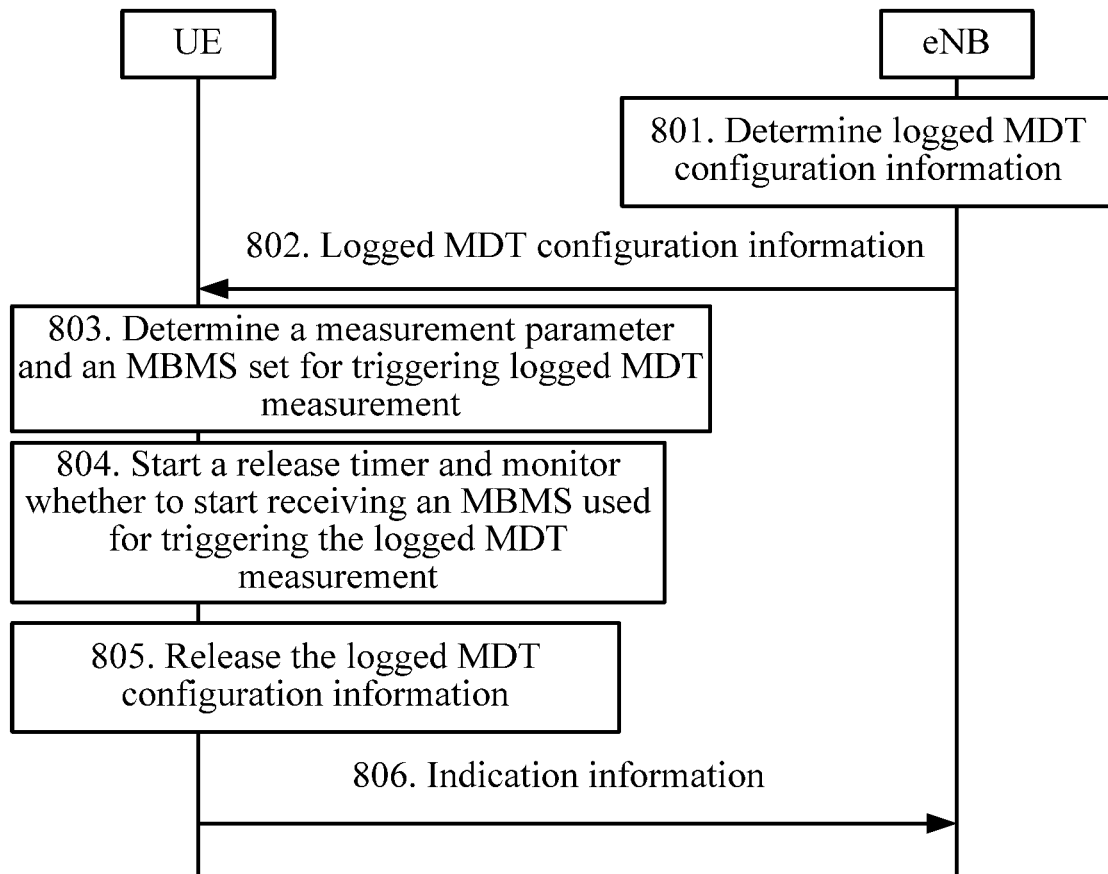 UE
eNB
801. Determine logged MDT
configuration information
802. Logged MDT configuration information
803. Determine a measurement parameter
and an MBMS set for triggering logged MDT
measurement
804. Start a release timer and monitor
whether to start receiving an MBMS used
for triggering the logged MDT
measurement
805. Release the logged MDT
configuration information
806. Indication information